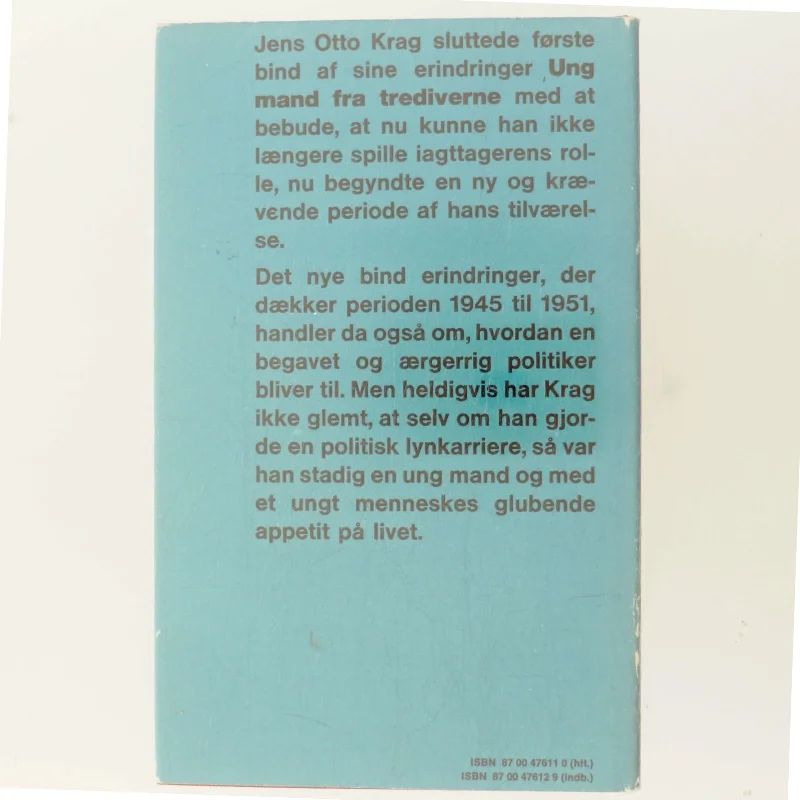 Jens Otto Krag sluttede første
bind af sine erindringer Ung
mand fra trediverne med at
bebude, at nu kunne han ikke
længere spille iagttagerens rol-
le, nu begyndte en ny og kræ-
vende periode af hans tilværel-
se.
Det nye bind erindringer, der
dækker perioden 1945 til 1951,
handler da også om, hvordan en
begavet og ærgerrig politiker
bliver til. Men heldigvis har Krag
ikke glemt, at selv om han gjor-
de en politisk lynkarriere, så var
han stadig en ung mand og med
et ungt menneskes glubende
appetit på livet.
ISBN 87 00 47611 0 (hft.)
ISBN 87 00 47612 9 (indb.)